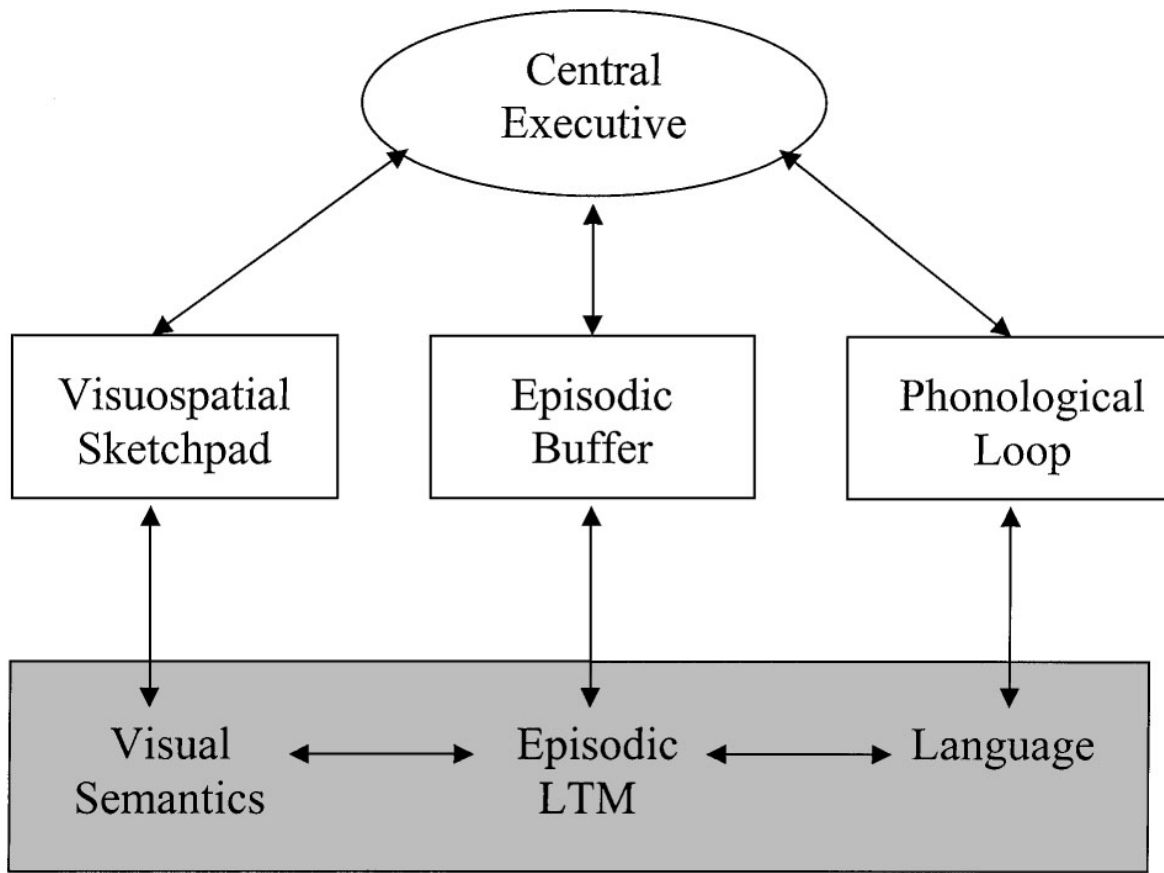 Central
Executive
Visuospatial
Sketchpad
Episodic
Buffer
Phonological
Loop
Visual
Semantics
Episodic
LTM
Language